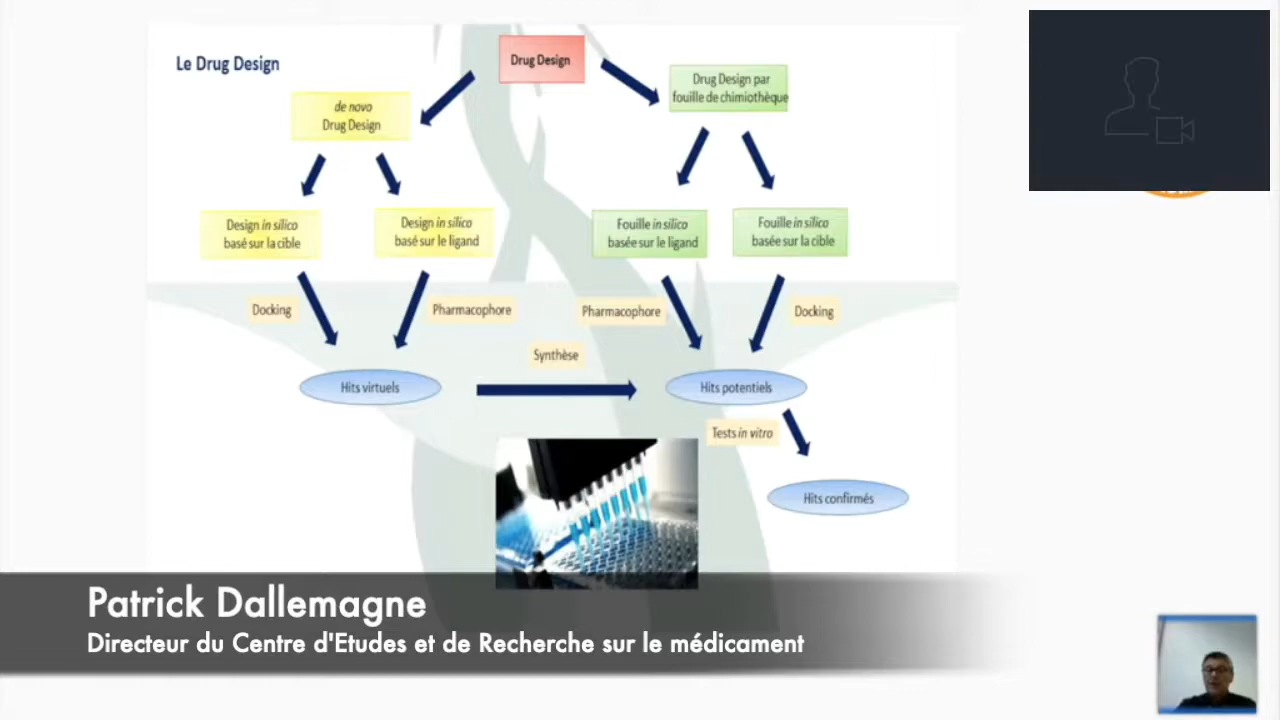 Le Drug Design
Drug Design
de novo
Drug Design
Drug Design par
fouille de chimiothèque
Design in silico
basé sur la cible
Design in silico
basé sur le ligand
Fouille in silico
basée sur le ligand
Fouille in silico
basée sur la cible
Docking
Pharmacophore
Pharmacophore
Docking
Synthèse
Hits virtuels
Hits potentiels
Tests in vitro
Hits confirmés
Patrick Dallemagne
Directeur du Centre d'Etudes et de Recherche sur le médicament